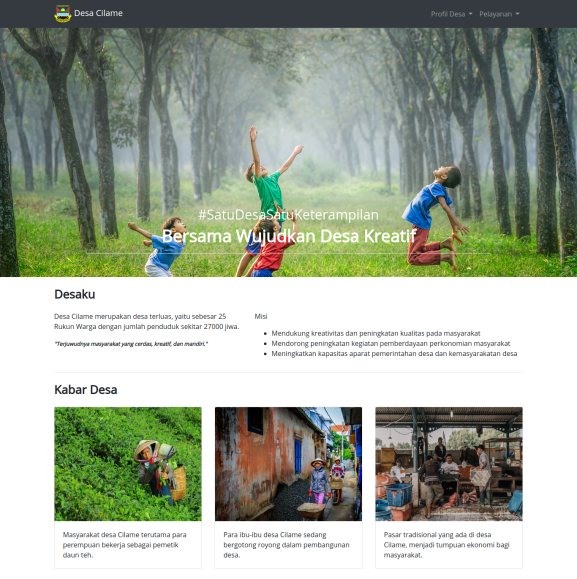 Desa Cilame
Profil Desa
Pelayanan
#SatuDesaSatuKeterampilan
Bersama Wujudkan Desa Kreatif
Desaku
Desa Cilame merupakan desa terluas, yaitu sebesar 25
Rukun Warga dengan jumlah penduduk sekitar 27000 jiwa.
"Terjuwudnya masyarakat yang cerdas, kreatif, dan mandiri."
Misi
Mendukung kreativitas dan peningkatan kualitas pada masyarakat
Mendorong peningkatan kegiatan pemberdayaan perkonomian masyarakat
Meningkatkan kapasitas aparat pemerintahan desa dan kemasyarakatan desa
Kabar Desa
Masyarakat desa Cilame terutama para
perempuan bekerja sebagai pemetik
daun teh.
Para ibu-ibu desa Cilame sedang
bergotong royong dalam pembangunan
desa.
Pasar tradisional yang ada di desa
Cilame, menjadi tumpuan ekonomi bagi
masyarakat.